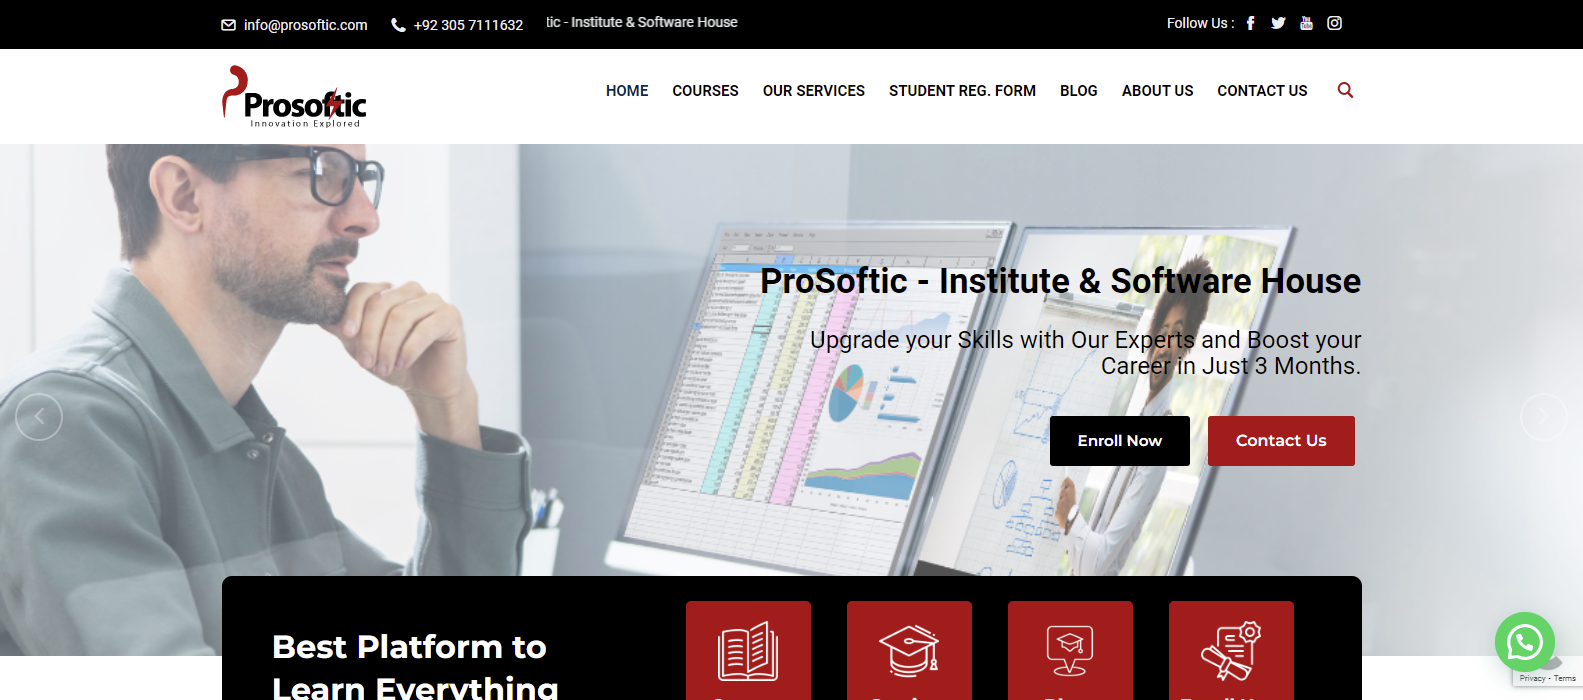 info@prosoftic.com
+92 305 7111632
tic - Institute & Software House
Follow Us :
Prosoftic
Innovation Explored
HOME
COURSES
OUR SERVICES
STUDENT REG. FORM
BLOG
ABOUT US
CONTACT US
ProSoftic - Institute & Software House
Upgrade your Skills with Our Experts and Boost your
Career in Just 3 Months.
Enroll Now
Contact Us
Best Platform to
Learn Everything
Privacy - Terms